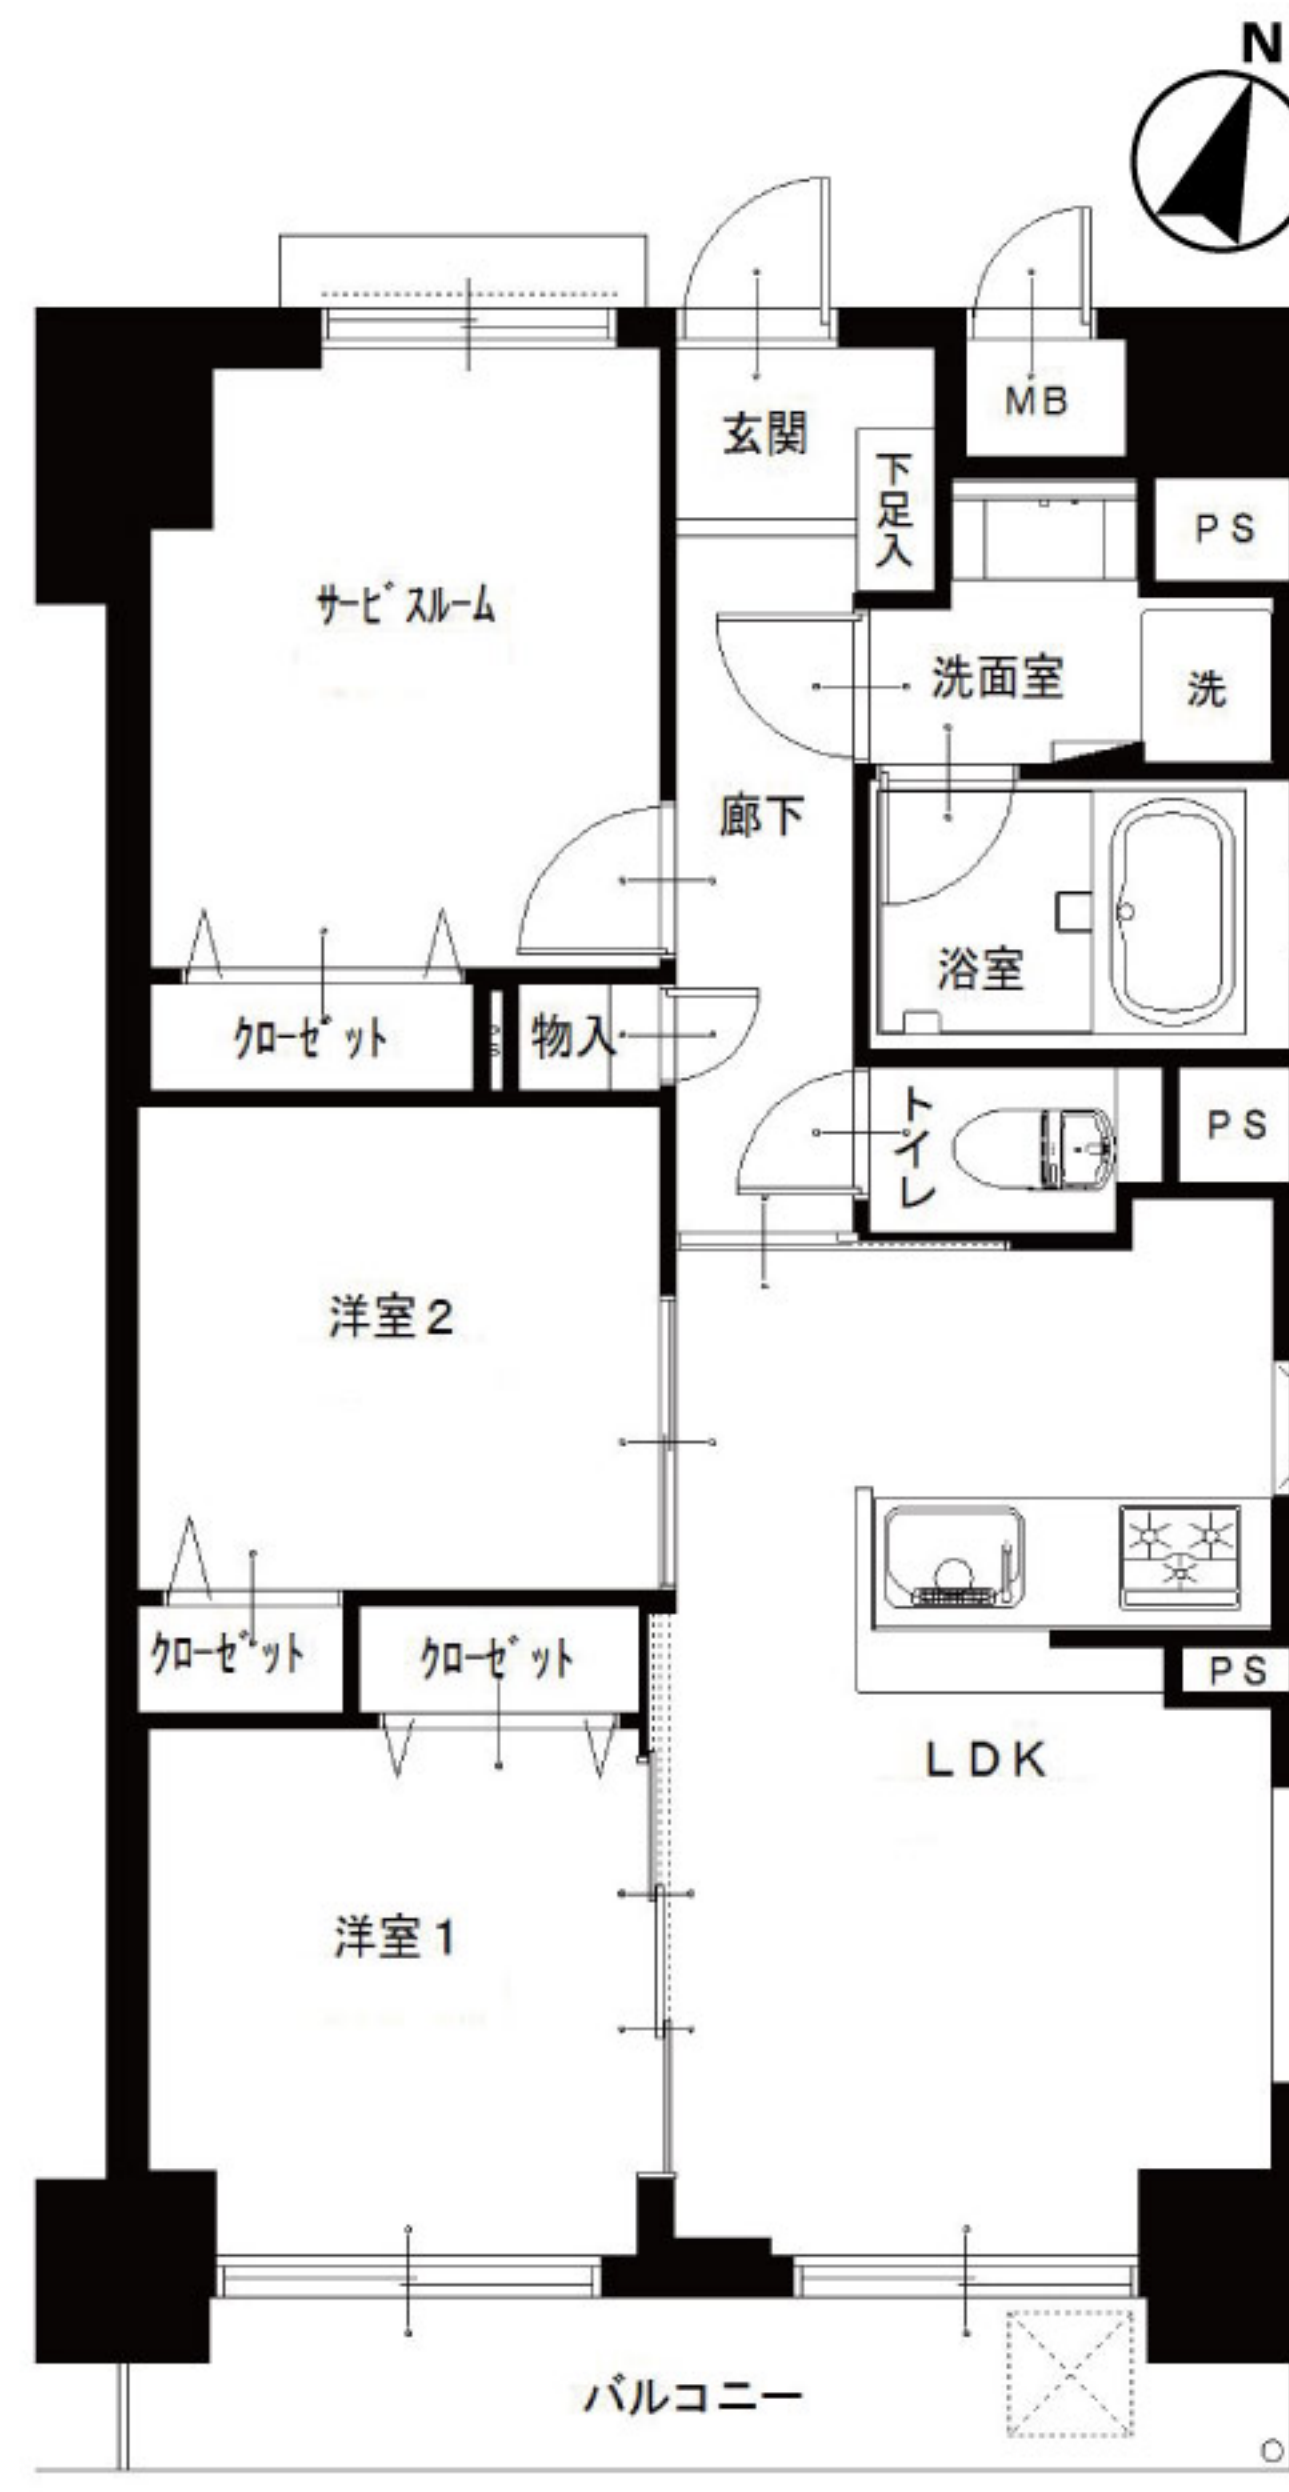 N
MB
玄関
下足入
PS
サービスルーム
洗面室
洗
廊下
浴室
クローゼット
PS
物入
トイレ
PS
洋室2
クローゼット
クローゼット
PS
LDK
洋室1
バルコニー